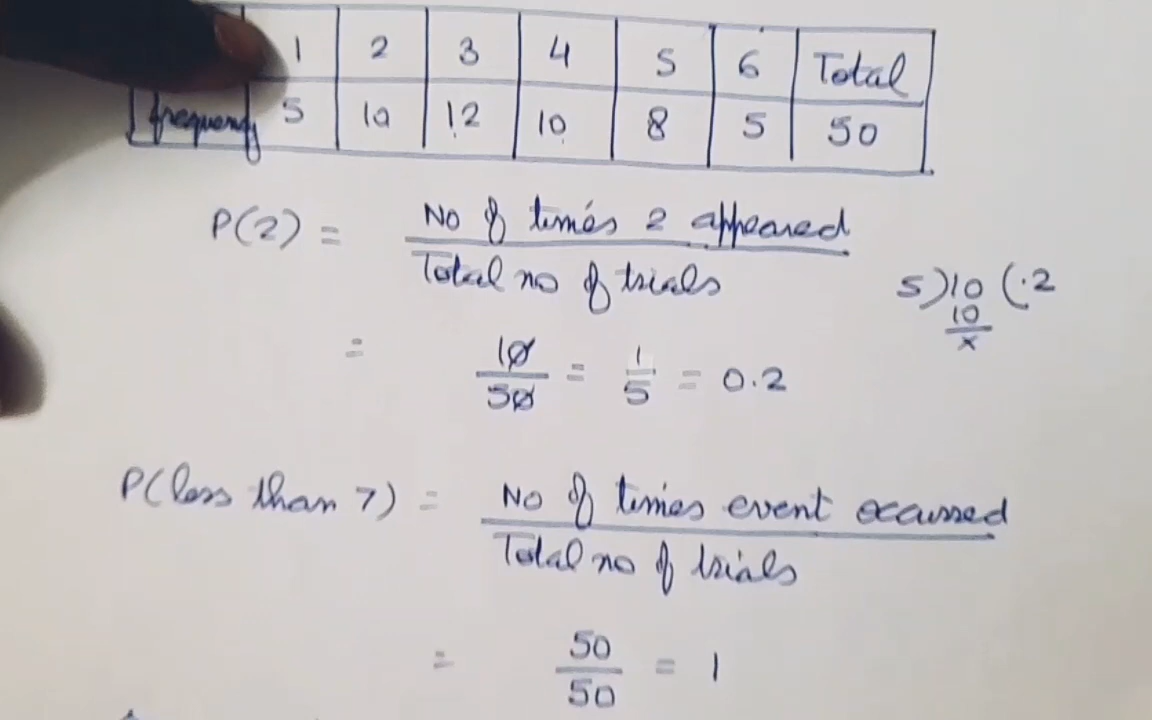 1 2 3 4 5 6 Total
frequency 5 10 12 10 8 5 50
P(2) = No of times 2 appeared
Total no of trials
5)10(.2
10
x
= 10/50 = 1/5 = 0.2
P(less than 7) = No of times event occurred
Total no of trials
= 50/50 = 1